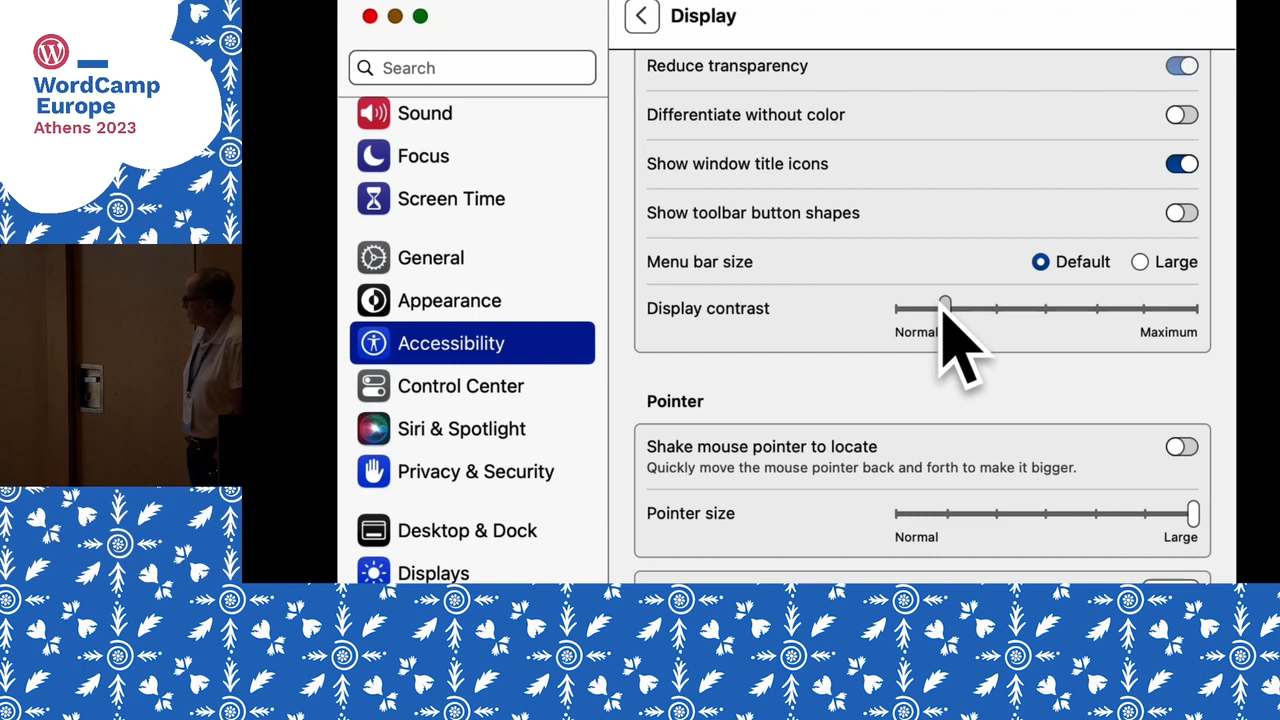 WordCamp
Europe
Athens 2023
Search
Sound
Focus
Screen Time
General
Appearance
Accessibility
Control Center
Siri & Spotlight
Privacy & Security
Desktop & Dock
Displays
Display
Reduce transparency
Differentiate without color
Show window title icons
Show toolbar button shapes
Menu bar size Default Large
Display contrast
Normal Maximum
Pointer
Shake mouse pointer to locate
Quickly move the mouse pointer back and forth to make it bigger.
Pointer size
Normal Large